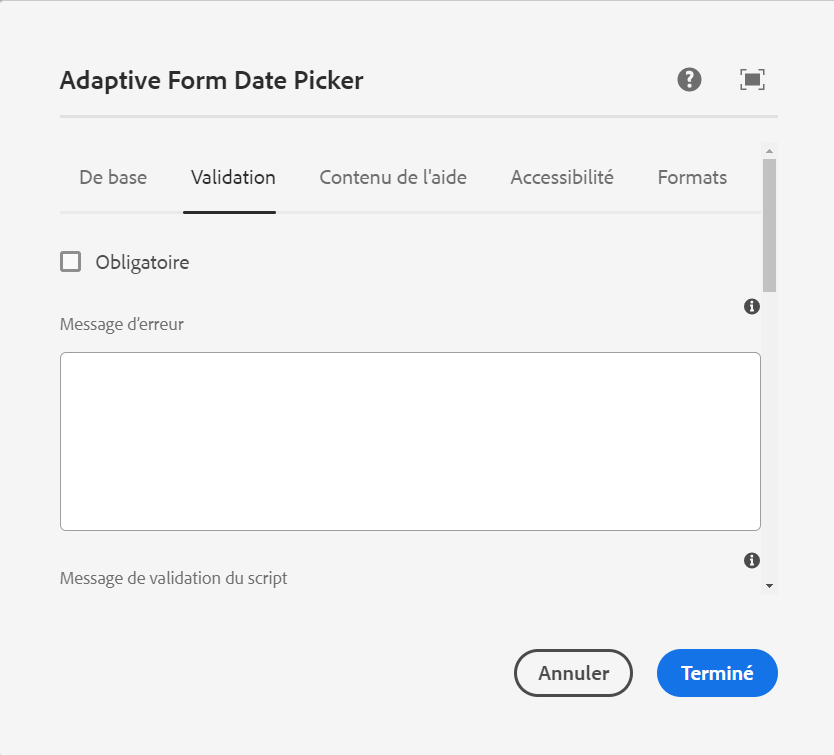 Adaptive Form Date Picker
De base Validation Contenu de l'aide Accessibilité Formats
Obligatoire
Message d’erreur
Message de validation du script
Annuler Terminé